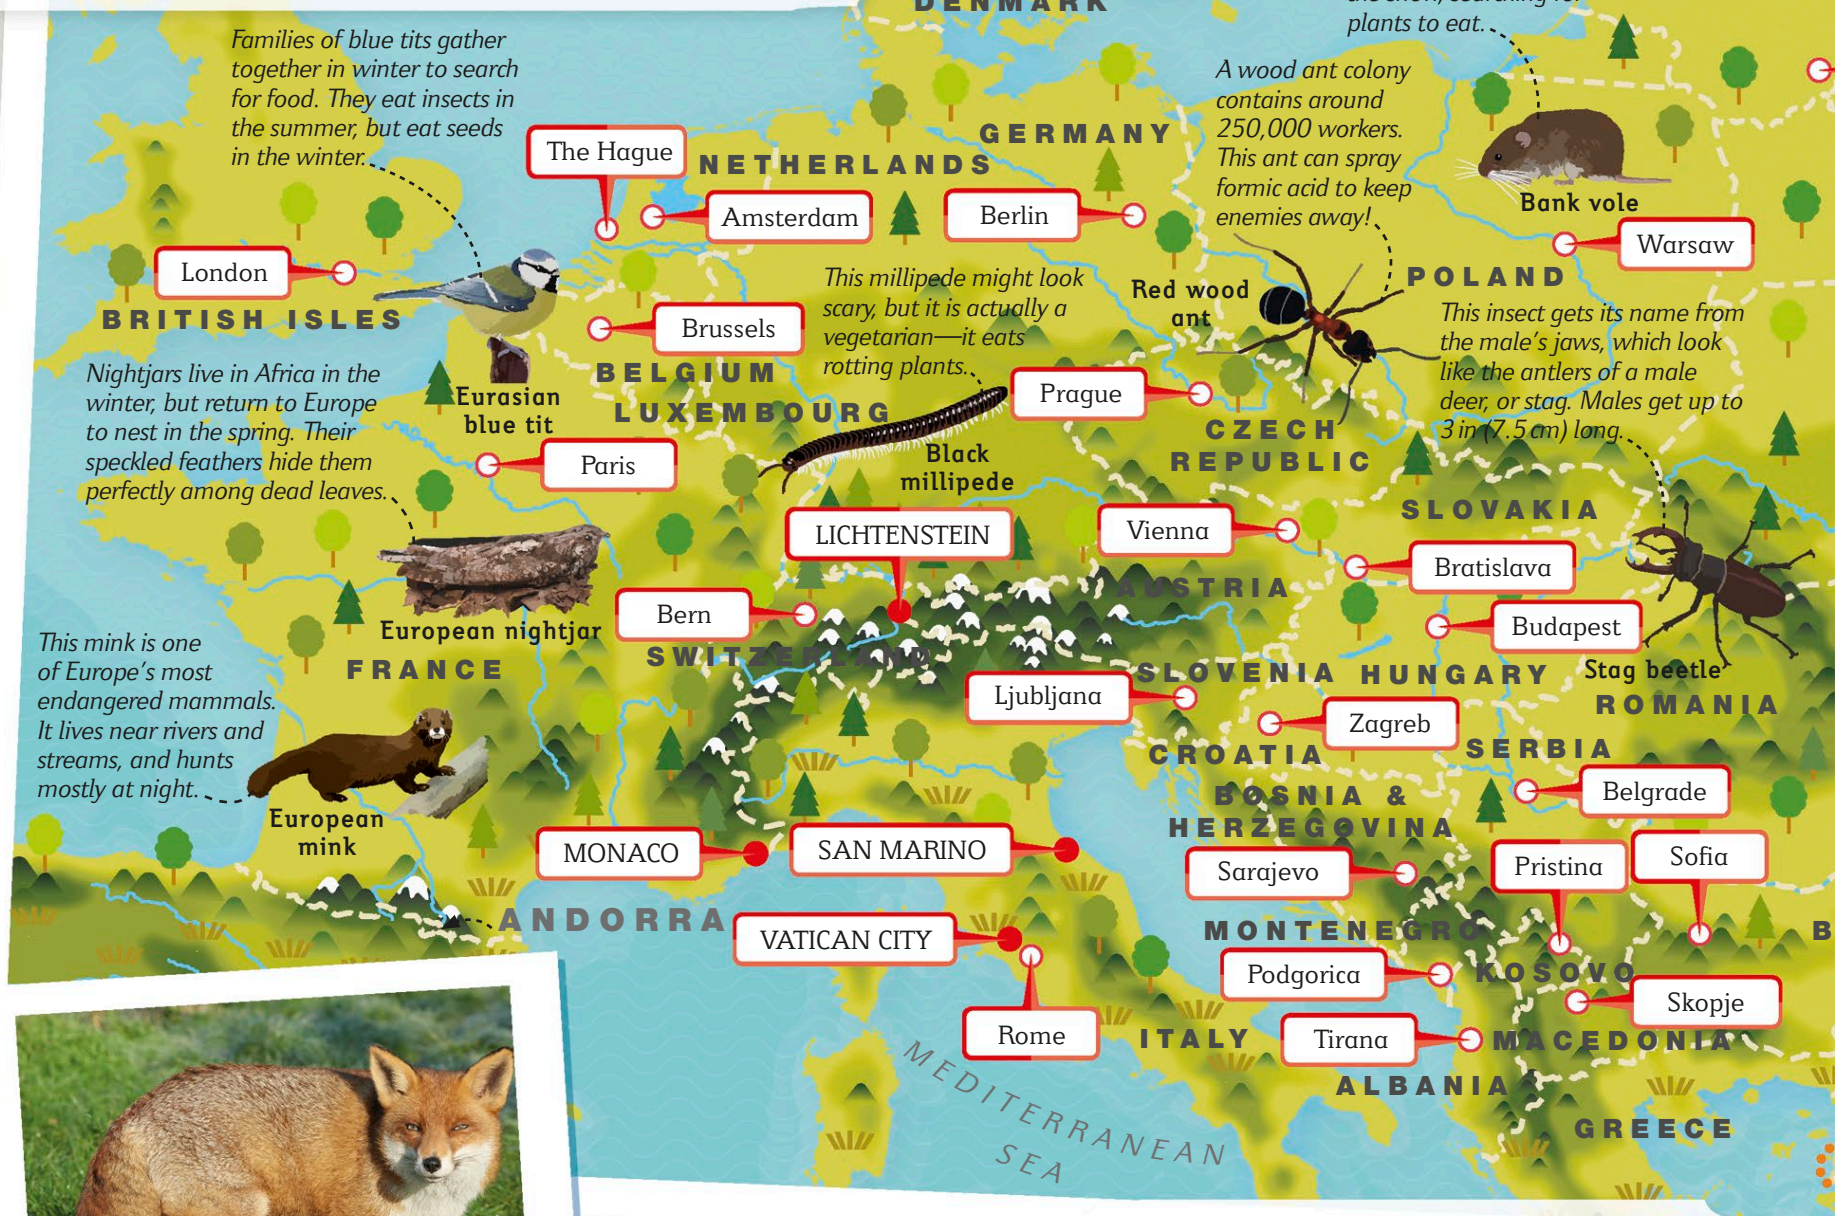 DENMARK
plants to eat.
Families of blue tits gather
together in winter to search
for food. They eat insects in
the summer, but eat seeds
in the winter.
A wood ant colony
contains around
250,000 workers.
This ant can spray
formic acid to keep
enemies away!
The Hague
NETHERLANDS
GERMANY
Amsterdam
Berlin
Bank vole
Warsaw
London
BRITISH ISLES
This millipede might look
scary, but it is actually a
vegetarian—it eats
rotting plants.
Red wood
ant
POLAND
This insect gets its name from
the male's jaws, which look
like the antlers of a male
deer, or stag. Males get up to
3 in (7.5 cm) long.
Brussels
BELGIUM
LUXEMBOURG
Nightjars live in Africa in the
winter, but return to Europe
to nest in the spring. Their
speckled feathers hide them
perfectly among dead leaves.
Eurasian
blue tit
Prague
CZECH
REPUBLIC
Paris
Black
millipede
SLOVAKIA
LICHTENSTEIN
Vienna
Bratislava
AUSTRIA
Bern
Budapest
European nightjar
SWITZERLAND
FRANCE
This mink is one
of Europe's most
endangered mammals.
It lives near rivers and
streams, and hunts
mostly at night.
SLOVENIA
HUNGARY
Stag beetle
ROMANIA
Ljubljana
Zagreb
CROATIA
SERBIA
BOSNIA &
HERZEGOVINA
Belgrade
European
mink
MONACO
SAN MARINO
Sarajevo
Pristina
Sofia
ANDORRA
VATICAN CITY
MONTENEGRO
B
Podgorica
KOSOVO
Skopje
Rome
ITALY
Tirana
MACEDONIA
ALBANIA
GREECE
MEDITERRANEAN
SEA